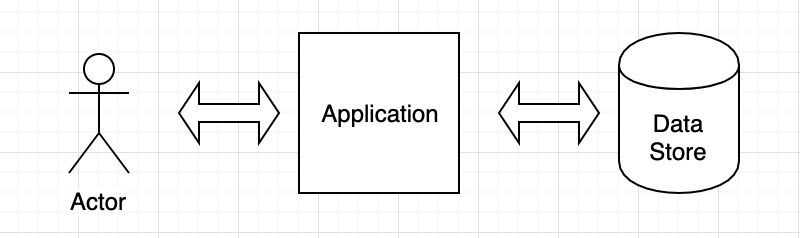 Actor
Application
Data
Store